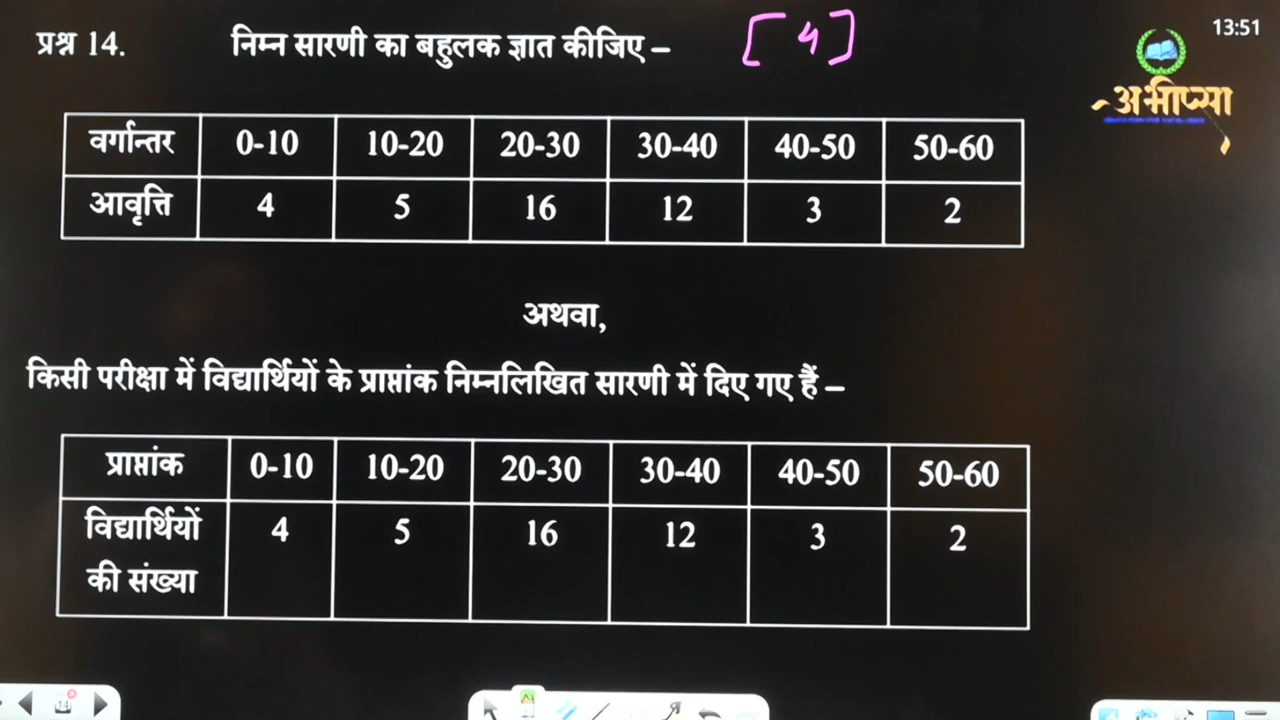 13:51
प्रश्न 14. निम्न सारणी का बहुलक ज्ञात कीजिए – [4]
अभीप्सा
वर्गान्तर 0-10 10-20 20-30 30-40 40-50 50-60
आवृत्ति 4 5 16 12 3 2
अथवा,
किसी परीक्षा में विद्यार्थियों के प्राप्तांक निम्नलिखित सारणी में दिए गए हैं –
प्राप्तांक 0-10 10-20 20-30 30-40 40-50 50-60
विद्यार्थियों 4 5 16 12 3 2
की संख्या
14